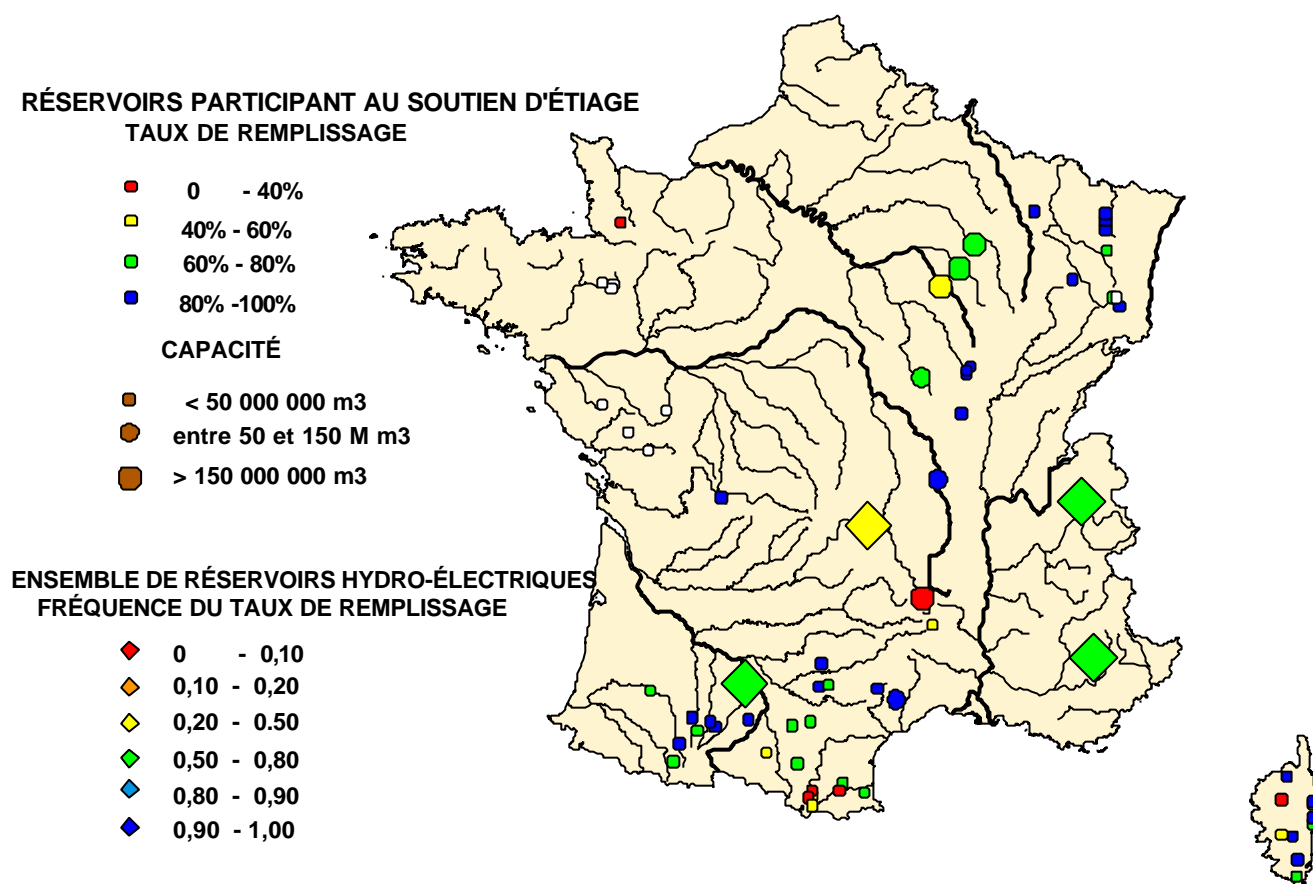 RÉSERVOIRS PARTICIPANT AU SOUTIEN D'ÉTIAGE
TAUX DE REMPLISSAGE
0 - 40%
40% - 60%
60% - 80%
80% -100%
CAPACITÉ
< 50 000 000 m3
entre 50 et 150 M m3
> 150 000 000 m3
ENSEMBLE DE RÉSERVOIRS HYDRO-ÉLECTRIQUES
FRÉQUENCE DU TAUX DE REMPLISSAGE
0 - 0,10
0,10 - 0,20
0,20 - 0.50
0,50 - 0,80
0,80 - 0,90
0,90 - 1,00